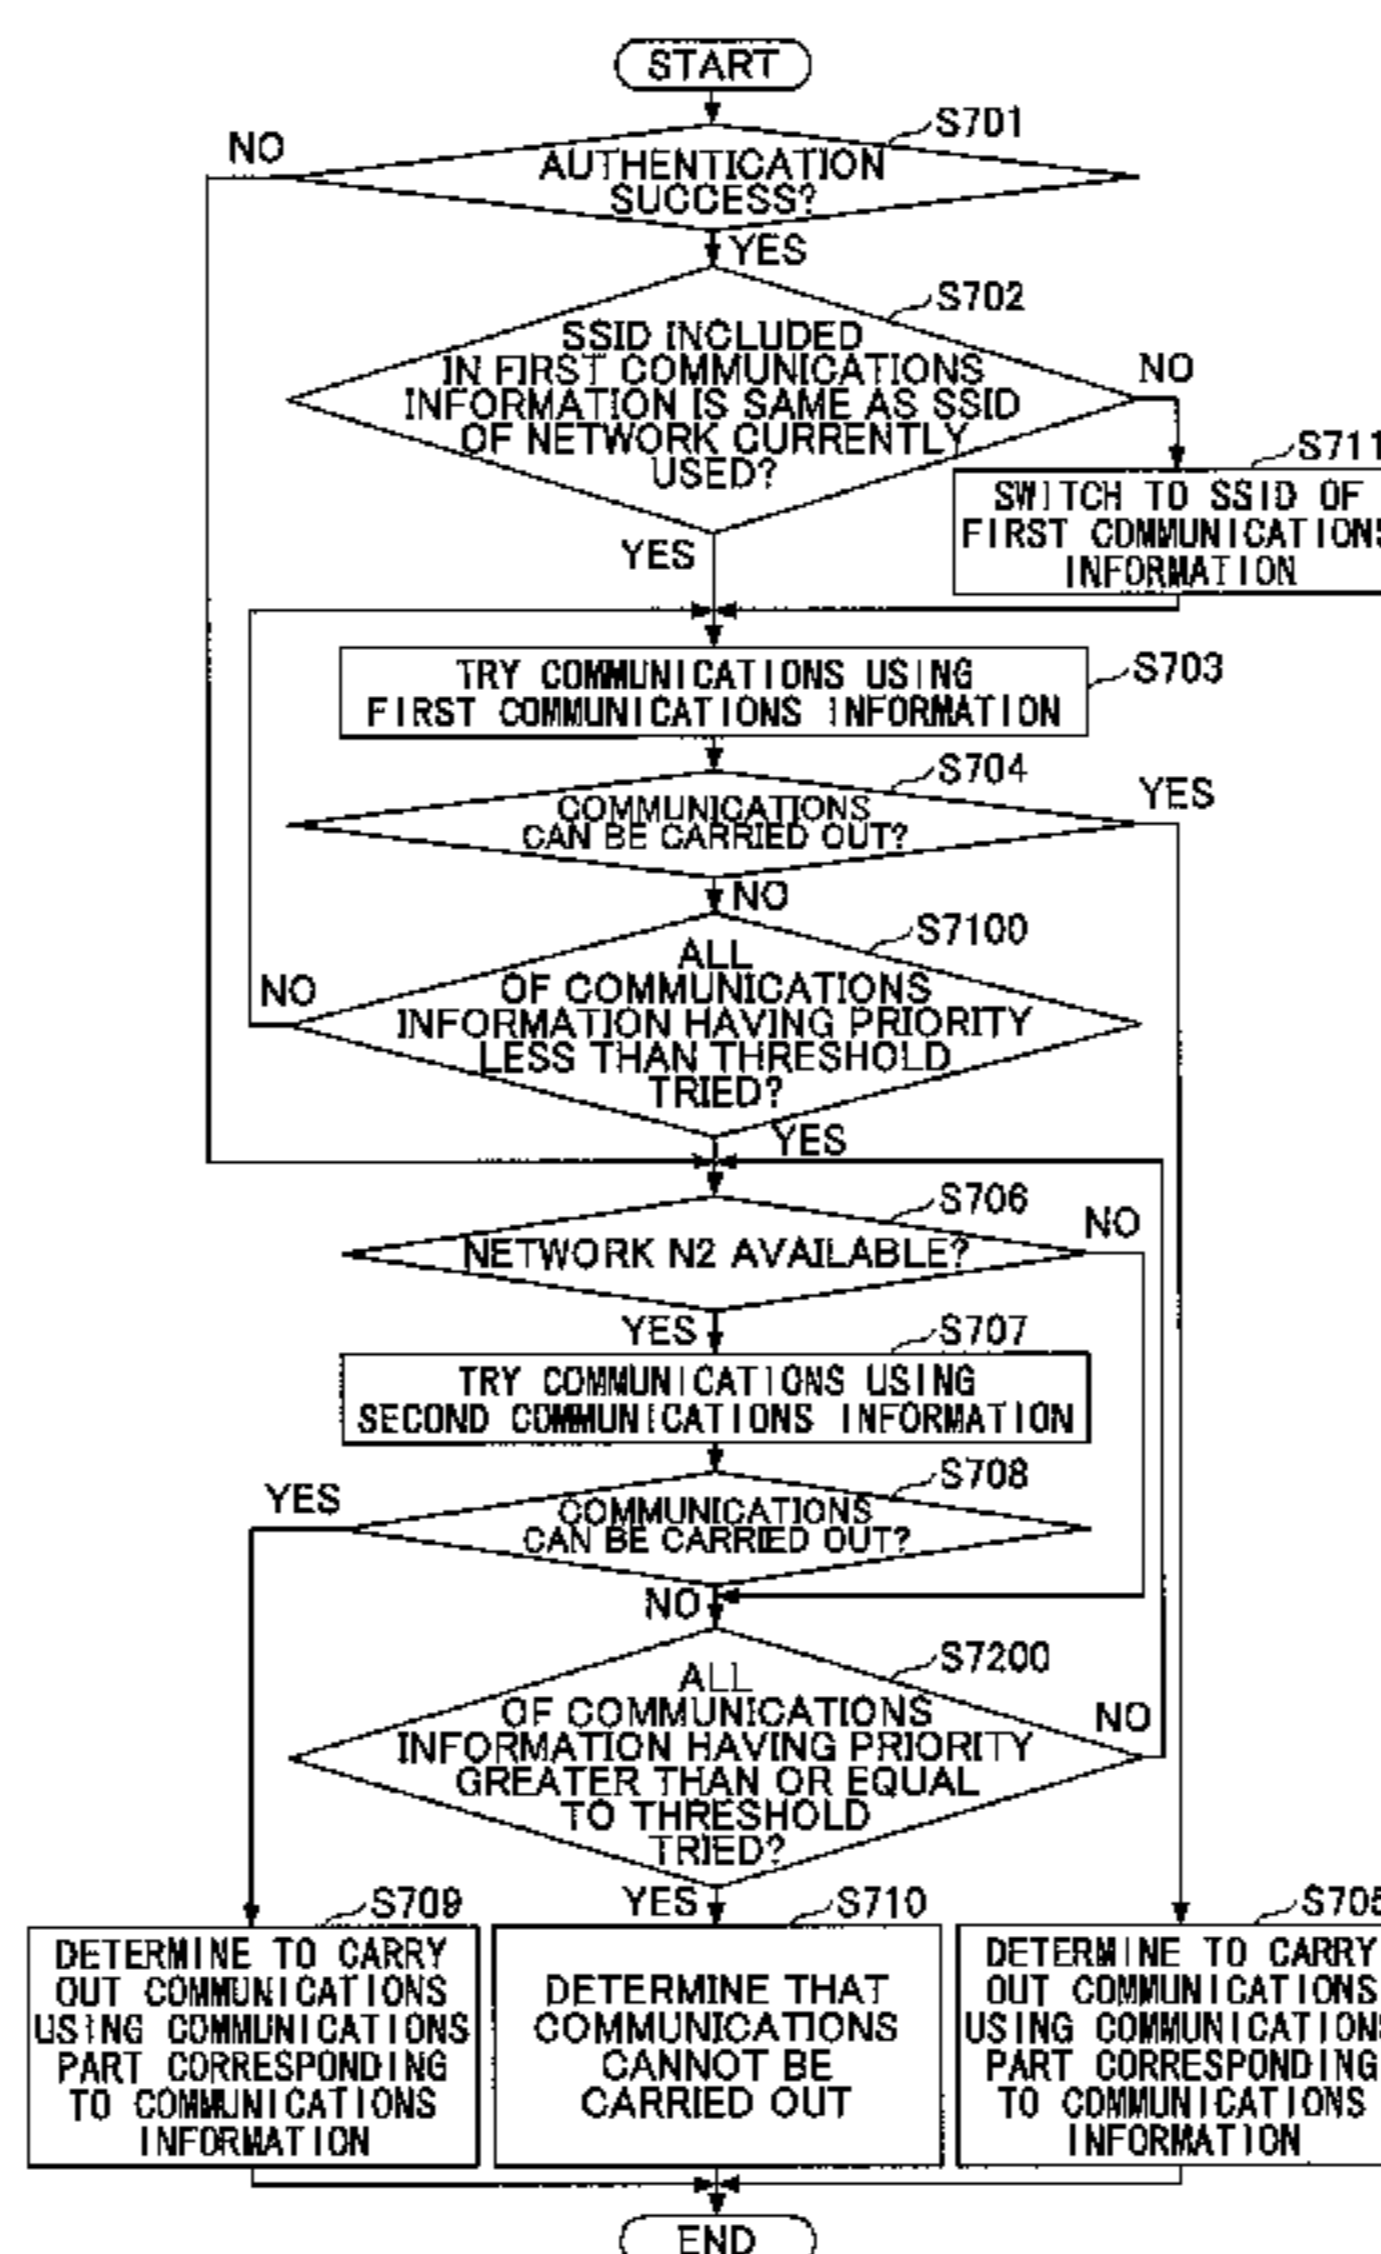 START
S701
NO
AUTHENTICATION
SUCCESS?
YES
S702
SSID INCLUDED
IN FIRST COMMUNICATIONS
INFORMATION IS SAME AS SSID
OF NETWORK CURRENTLY
USED?
NO
S711
SWITCH TO SSID OF
FIRST COMMUNICATIONS
INFORMATION
YES
TRY COMMUNICATIONS USING
FIRST COMMUNICATIONS INFORMATION
S703
S704
COMMUNICATIONS
CAN BE CARRIED OUT?
YES
NO
S7100
ALL
OF COMMUNICATIONS
INFORMATION HAVING PRIORITY
LESS THAN THRESHOLD
TRIED?
NO
YES
S706
NETWORK N2 AVAILABLE?
NO
YES
S707
TRY COMMUNICATIONS USING
SECOND COMMUNICATIONS INFORMATION
S708
YES
COMMUNICATIONS
CAN BE CARRIED OUT?
NO
S7200
ALL
OF COMMUNICATIONS
INFORMATION HAVING PRIORITY
GREATER THAN OR EQUAL
TO THRESHOLD
TRIED?
NO
YES
S709
DETERMINE TO CARRY
OUT COMMUNICATIONS
USING COMMUNICATIONS
PART CORRESPONDING
TO COMMUNICATIONS
INFORMATION
S710
DETERMINE THAT
COMMUNICATIONS
CANNOT BE
CARRIED OUT
S705
DETERMINE TO CARRY
OUT COMMUNICATIONS
USING COMMUNICATIONS
PART CORRESPONDING
TO COMMUNICATIONS
INFORMATION
END